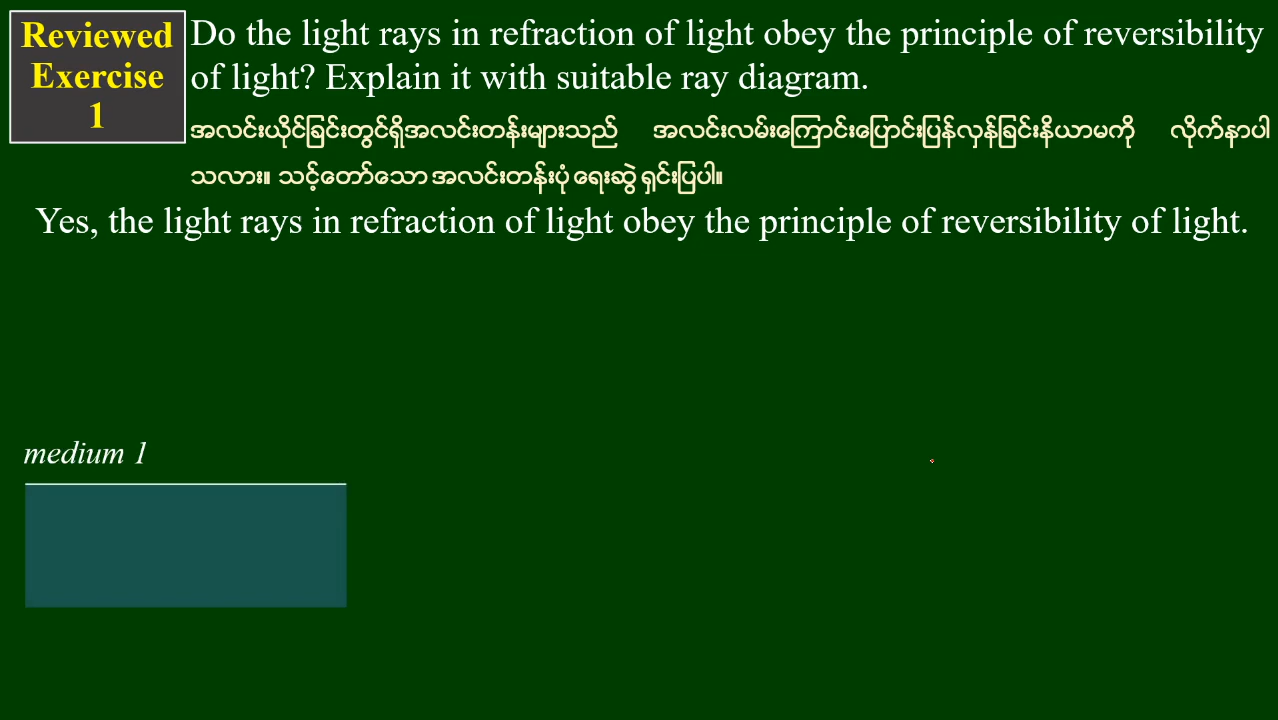 Reviewed
Exercise
1
Do the light rays in refraction of light obey the principle of reversibility
of light? Explain it with suitable ray diagram.
အလင်းယိုင်ခြင်းတွင်ရှိအလင်းတန်းများသည် အလင်းလမ်းကြောင်းပြောင်းပြန်လှန်ခြင်းနိယာမကို လိုက်နာပါ
သလား။ သင့်တော်သော အလင်းတန်းပုံ ရေးဆွဲ ရှင်းပြပါ။
Yes, the light rays in refraction of light obey the principle of reversibility of light.
medium 1